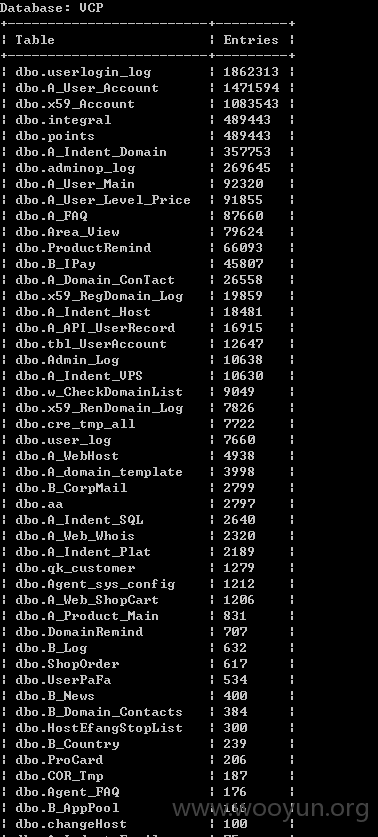 Database: VCP
+--------------------------+---------+
¦ Table ¦ Entries ¦
+--------------------------+---------+
¦ dbo.userlogin_log ¦ 1862313 ¦
¦ dbo.A_User_Account ¦ 1471594 ¦
¦ dbo.x59_Account ¦ 1083543 ¦
¦ dbo.integral ¦ 489443 ¦
¦ dbo.points ¦ 489443 ¦
¦ dbo.A_Indent_Domain ¦ 357753 ¦
¦ dbo.adminop_log ¦ 269645 ¦
¦ dbo.A_User_Main ¦ 92320 ¦
¦ dbo.A_User_Level_Price ¦ 91855 ¦
¦ dbo.A_FAQ ¦ 87660 ¦
¦ dbo.Area_View ¦ 79624 ¦
¦ dbo.ProductRemind ¦ 66093 ¦
¦ dbo.B_IPay ¦ 45807 ¦
¦ dbo.A_Domain_ConTact ¦ 26558 ¦
¦ dbo.x59_RegDomain_Log ¦ 19859 ¦
¦ dbo.A_Indent_Host ¦ 18481 ¦
¦ dbo.A_API_UserRecord ¦ 16915 ¦
¦ dbo.tbl_UserAccount ¦ 12647 ¦
¦ dbo.Admin_Log ¦ 10638 ¦
¦ dbo.A_Indent_VPS ¦ 10630 ¦
¦ dbo.w_CheckDomainList ¦ 9049 ¦
¦ dbo.x59_RenDomain_Log ¦ 7826 ¦
¦ dbo.cre_tmp_all ¦ 7722 ¦
¦ dbo.user_log ¦ 7660 ¦
¦ dbo.A_WebHost ¦ 4938 ¦
¦ dbo.A_domain_template ¦ 3998 ¦
¦ dbo.B_CorpMail ¦ 2799 ¦
¦ dbo.aa ¦ 2797 ¦
¦ dbo.A_Indent_SQL ¦ 2640 ¦
¦ dbo.A_Web_Whois ¦ 2320 ¦
¦ dbo.A_Indent_Plat ¦ 2189 ¦
¦ dbo.qk_customer ¦ 1279 ¦
¦ dbo.Agent_sys_config ¦ 1212 ¦
¦ dbo.A_Web_ShopCart ¦ 1206 ¦
¦ dbo.A_Product_Main ¦ 831 ¦
¦ dbo.DomainRemind ¦ 707 ¦
¦ dbo.B_Log ¦ 632 ¦
¦ dbo.ShopOrder ¦ 617 ¦
¦ dbo.UserPaFa ¦ 534 ¦
¦ dbo.B_News ¦ 400 ¦
¦ dbo.B_Domain_Contacts ¦ 384 ¦
¦ dbo.HostEfangStopList ¦ 300 ¦
¦ dbo.B_Country ¦ 239 ¦
¦ dbo.ProCard ¦ 206 ¦
¦ dbo.COR_Tmp ¦ 187 ¦
¦ dbo.Agent_FAQ ¦ 176 ¦
¦ dbo.B_AppPool ¦ 166 ¦
www.wooyun.org
¦ dbo.changeHost ¦ 100 ¦